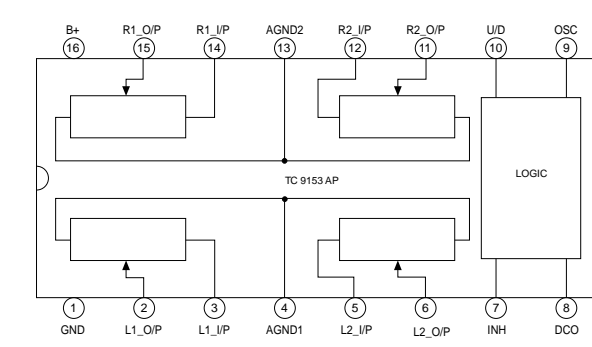 B+ R1_O/P R1_I/P AGND2 R2_I/P R2_O/P U/D OSC
16 15 14 13 12 11 10 9
TC 9153 AP
LOGIC
1 2 3 4 5 6 7 8
GND L1_O/P L1_I/P AGND1 L2_I/P L2_O/P INH DCO